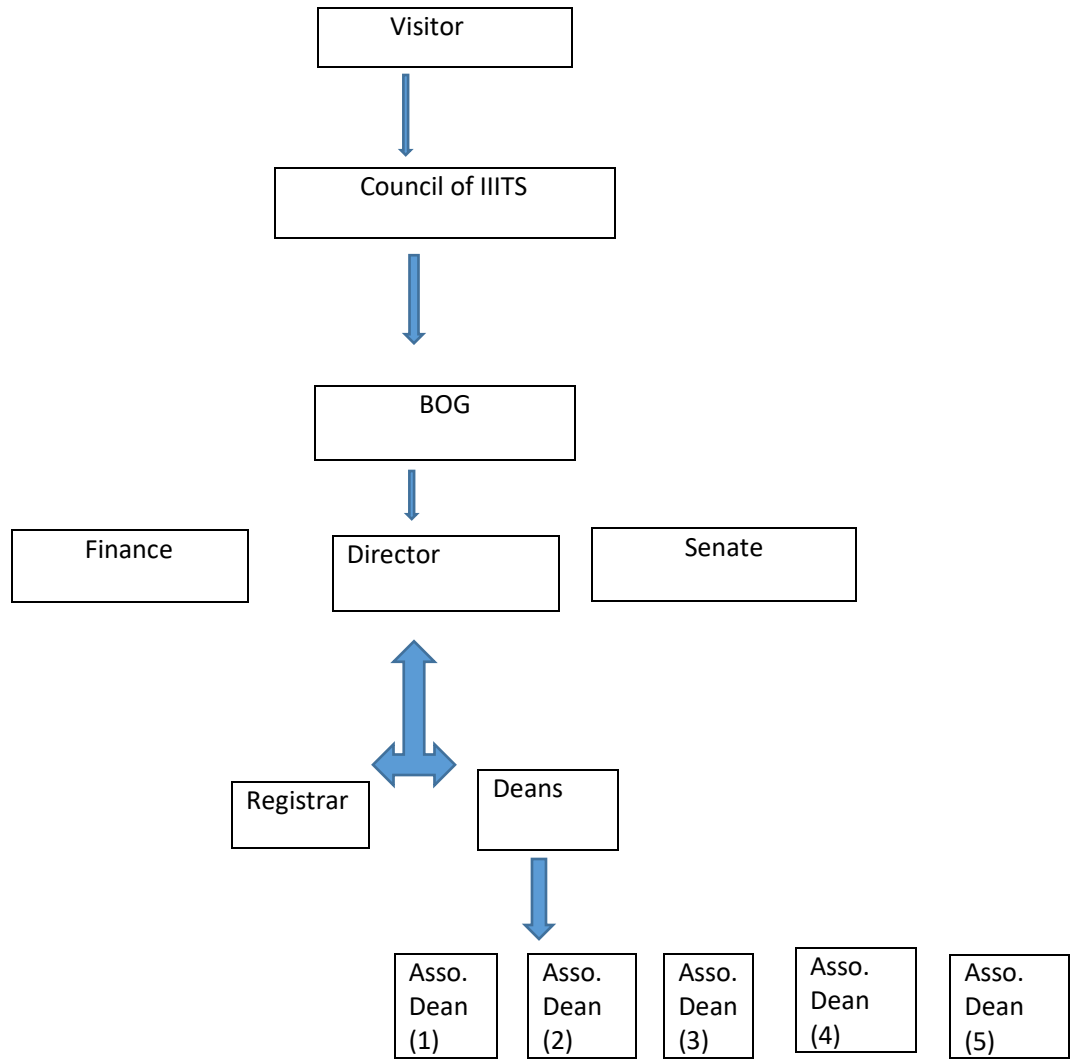 Visitor
Council of IIITS
BOG
Finance
Director
Senate
Registrar
Deans
Asso.
Dean
(1)
Asso.
Dean
(2)
Asso.
Dean
(3)
Asso.
Dean
(4)
Asso.
Dean
(5)